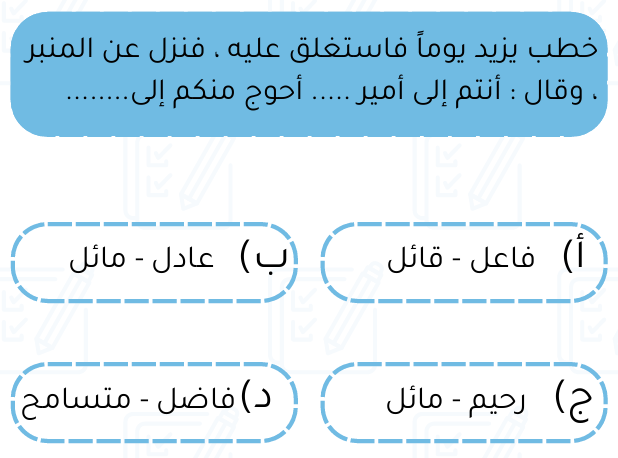 خطب يزيد يوماً فاستغلق عليه ، فنزل عن المنبر
، وقال : أنتم إلى أمير ..... أحوج منكم إلى........
أ) فاعل - قائل
ب) عادل - مائل
ج) رحيم - مائل
د) فاضل - متسامح